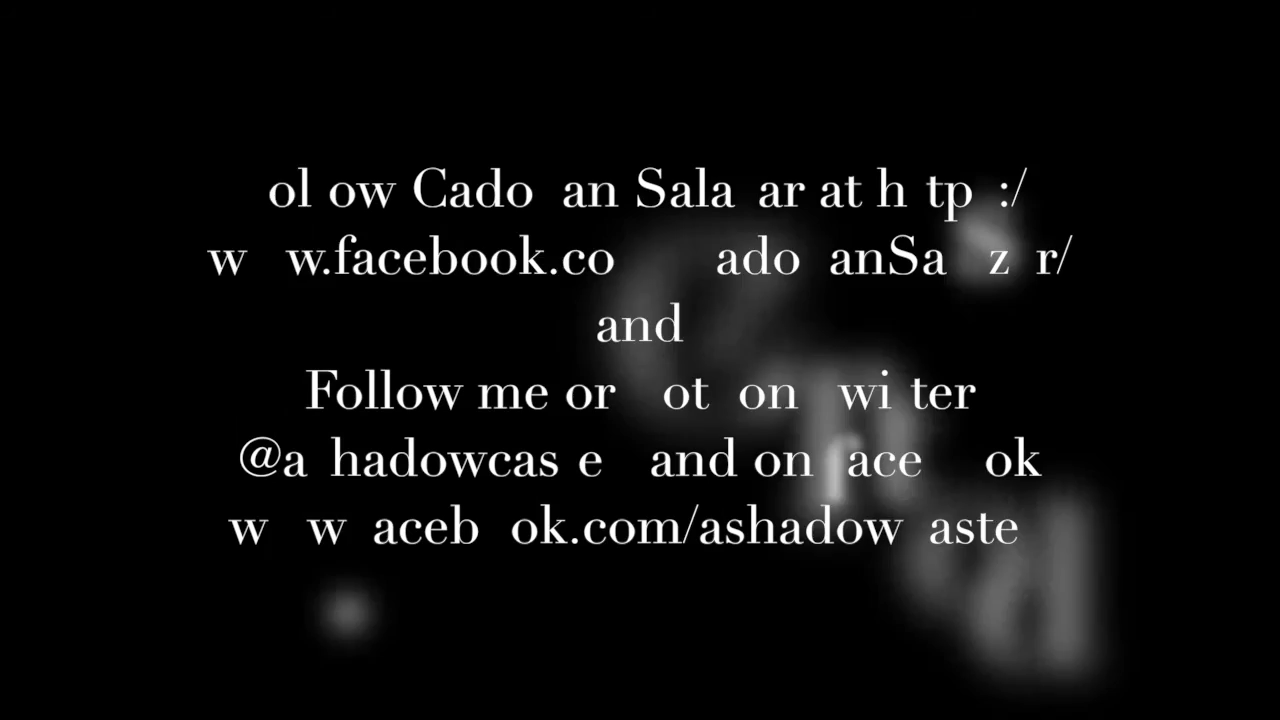 ol ow Cado an Sala ar at h tp :/
w w.facebook.co ado anSa z r/
and
Follow me or ot on wi ter
@a hadowcas e and on face ok
w w aceb ok.com/ashadow aste